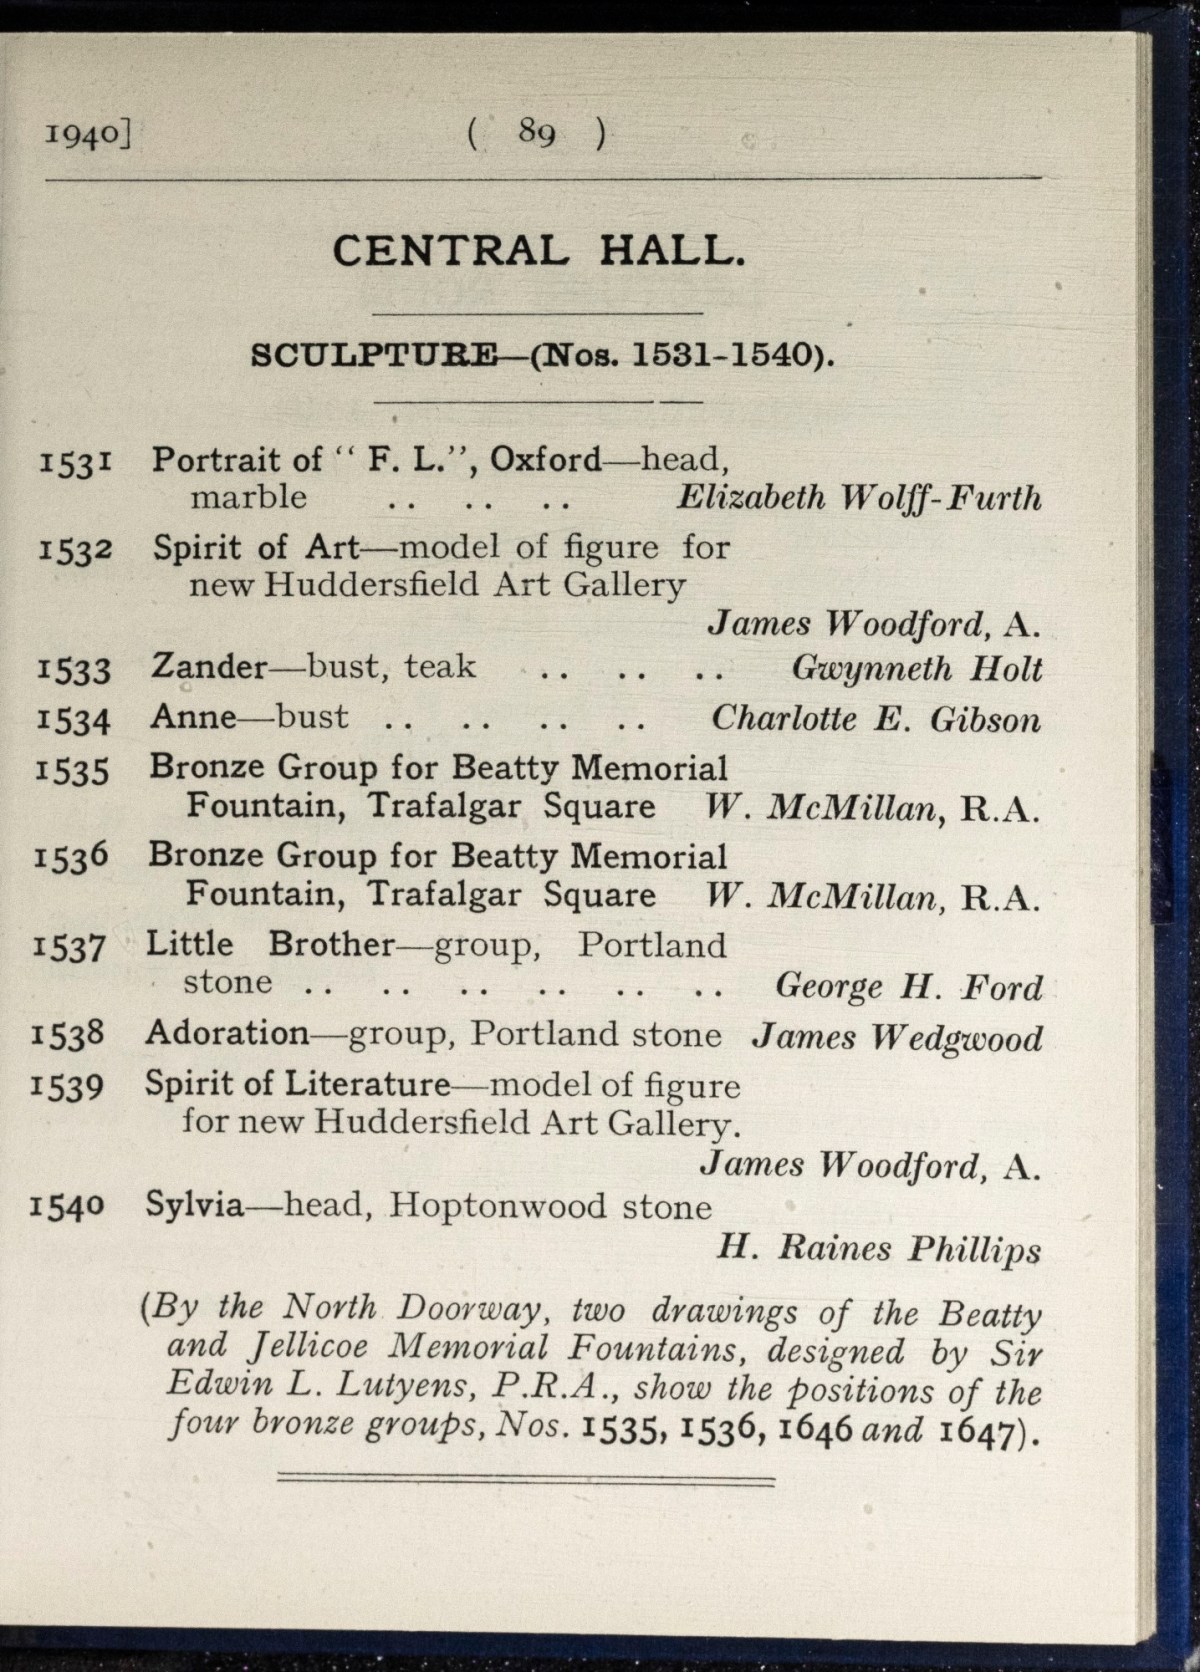 1940] ( 89 )
CENTRAL HALL.
SCULPTURE—(Nos. 1531-1540).
1531 Portrait of “ F. L.”, Oxford—head,
marble .. .. .. Elizabeth Wolff-Furth
1532 Spirit of Art—model of figure for
new Huddersfield Art Gallery
James Woodford, A.
1533 Zander—bust, teak .. .. .. Gwynneth Holt
1534 Anne—bust .. .. .. .. Charlotte E. Gibson
1535 Bronze Group for Beatty Memorial
Fountain, Trafalgar Square W. McMillan, R.A.
1536 Bronze Group for Beatty Memorial
Fountain, Trafalgar Square W. McMillan, R.A.
1537 Little Brother—group, Portland
stone .. .. .. .. .. .. George H. Ford
1538 Adoration—group, Portland stone James Wedgwood
1539 Spirit of Literature—model of figure
for new Huddersfield Art Gallery.
James Woodford, A.
1540 Sylvia—head, Hoptonwood stone
H. Raines Phillips
(By the North Doorway, two drawings of the Beatty
and Jellicoe Memorial Fountains, designed by Sir
Edwin L. Lutyens, P.R.A., show the positions of the
four bronze groups, Nos. 1535, 1536, 1646 and 1647).